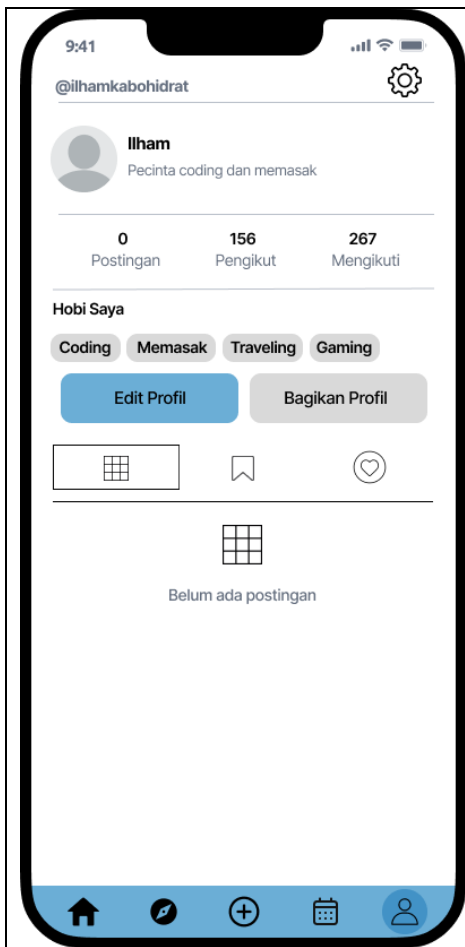 9:41
@ilhamkabohidrat
Ilham
Pecinta coding dan memasak
0 156 267
Postingan Pengikut Mengikuti
Hobi Saya
Coding Memasak Traveling Gaming
Edit Profil Bagikan Profil
Belum ada postingan